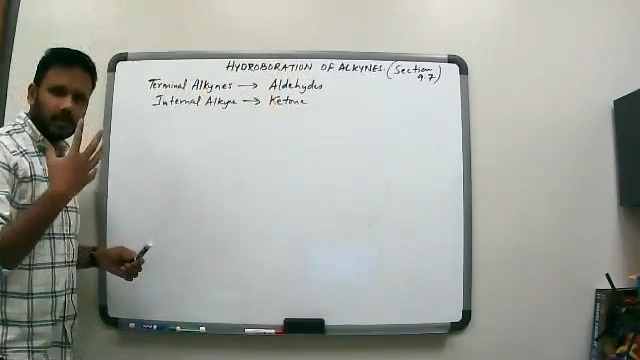 HYDROBORATION OF ALKYNES (Section 9.7)
Terminal Alkynes → Aldehydes
Internal Alkyne → Ketone